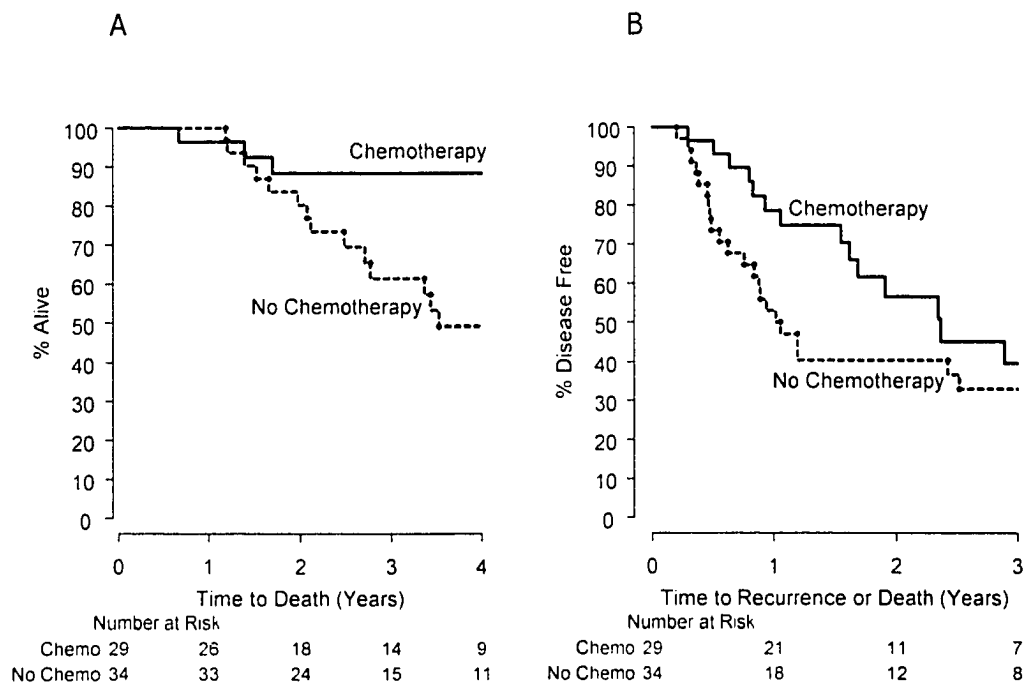 A
100
90
80
70
60
50
40
30
20
10
0
% Alive
Chemotherapy
No Chemotherapy
0 1 2 3 4
Time to Death (Years)
Number at Risk
Chemo 29 26 18 14 9
No Chemo 34 33 24 15 11
B
100
90
80
70
60
50
40
30
20
10
0
% Disease Free
Chemotherapy
No Chemotherapy
0 1 2 3
Time to Recurrence or Death (Years)
Number at Risk
Chemo 29 21 11 7
No Chemo 34 18 12 8